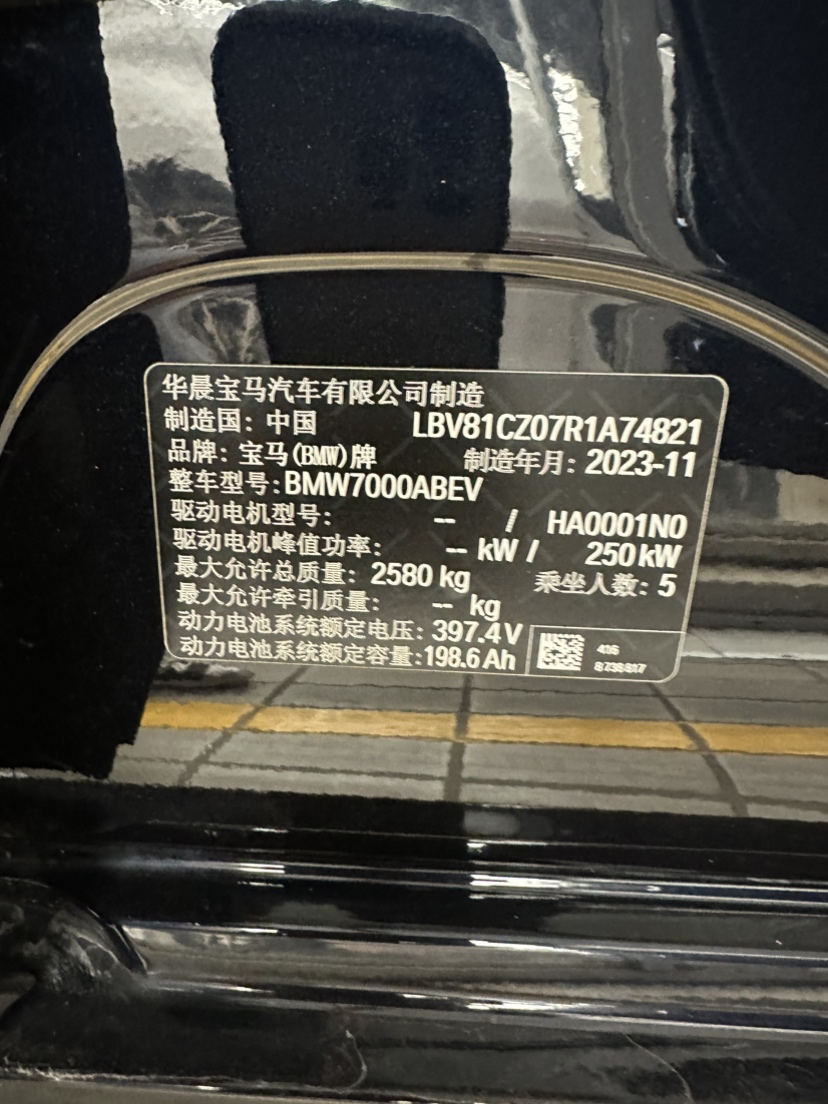 华晨宝马汽车有限公司制造
制造国: 中国 LBV81CZ07R1A74821
品牌: 宝马(BMW)牌 制造年月: 2023-11
整车型号:BMW7000ABEV
驱动电机型号: -- / HA0001N0
驱动电机峰值功率: -- kW / 250 kW
最大允许总质量: 2580 kg 乘坐人数: 5
最大允许牵引质量: -- kg
动力电池系统额定电压: 397.4 V
动力电池系统额定容量:198.6 Ah
416